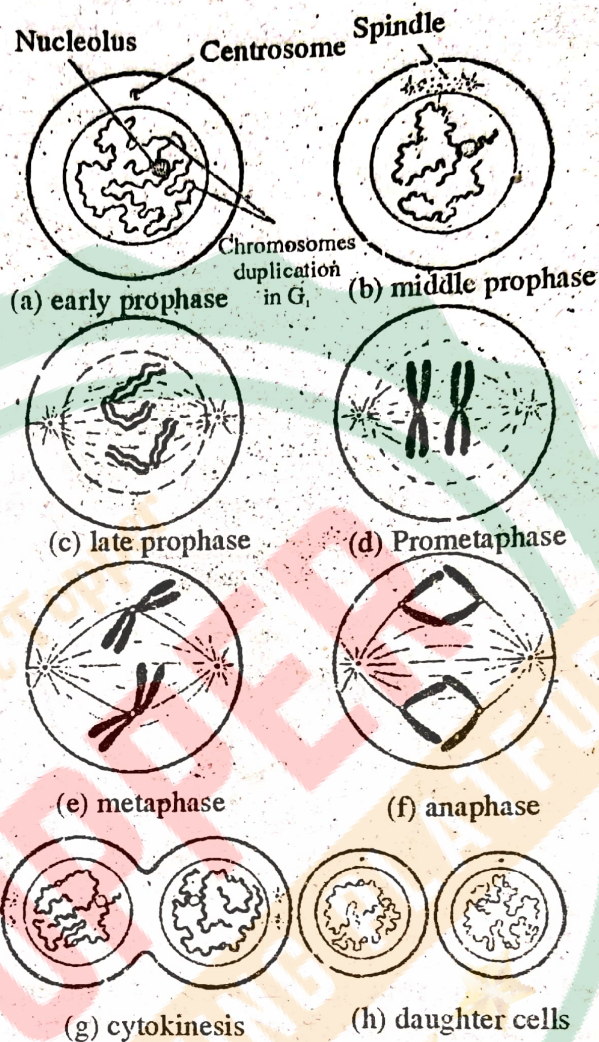 Nucleolus
Centrosome
Spindle
Chromosomes
duplication
in G₁
(a) early prophase
(b) middle prophase
(c) late prophase
(d) Prometaphase
(e) metaphase
(f) anaphase
(g) cytokinesis
(h) daughter cells